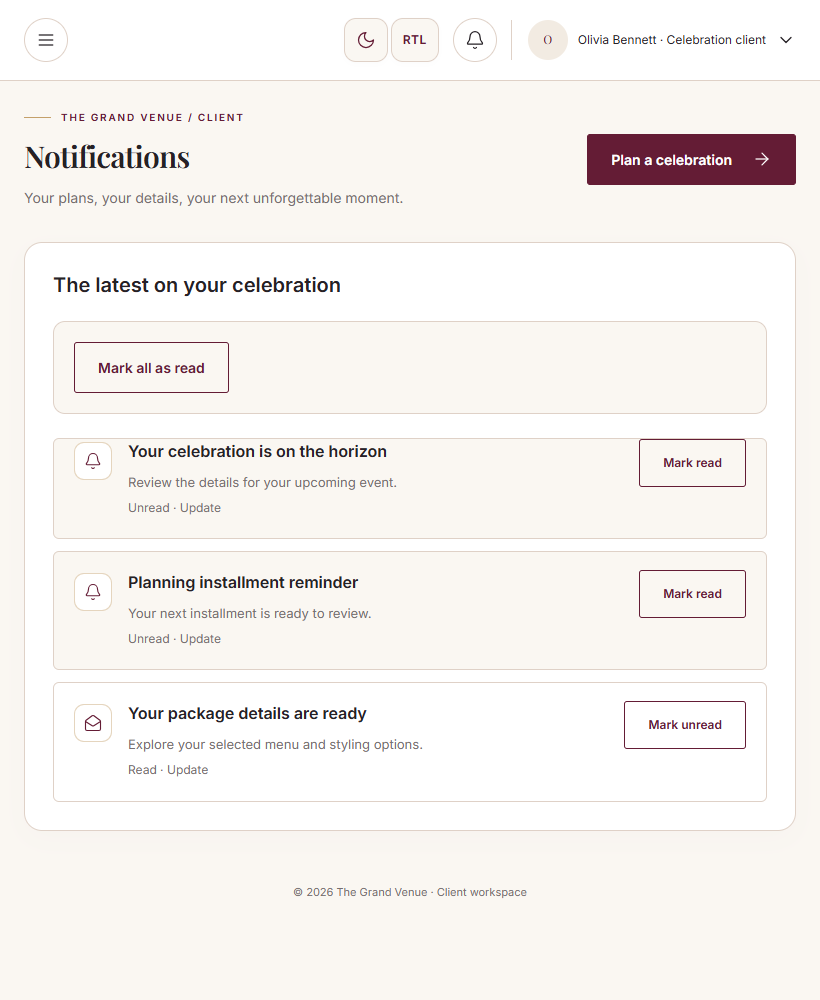 RTL
O
Olivia Bennett · Celebration client
THE GRAND VENUE / CLIENT
Notifications
Plan a celebration
Your plans, your details, your next unforgettable moment.
The latest on your celebration
Mark all as read
Your celebration is on the horizon
Mark read
Review the details for your upcoming event.
Unread · Update
Planning installment reminder
Mark read
Your next installment is ready to review.
Unread · Update
Your package details are ready
Mark unread
Explore your selected menu and styling options.
Read · Update
© 2026 The Grand Venue · Client workspace